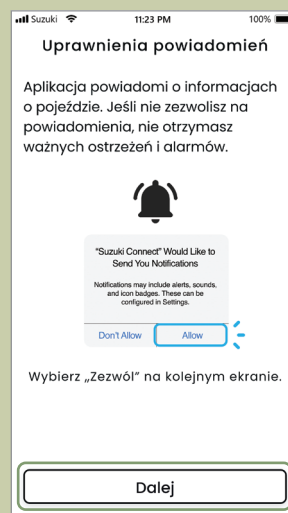 Suzuki 11:23 PM 100%
Uprawnienia powiadomień
Aplikacja powiadomi o informacjach
o pojeździe. Jeśli nie zezwolisz na
powiadomienia, nie otrzymasz
ważnych ostrzeżeń i alarmów.
"Suzuki Connect" Would Like to
Send You Notifications
Notifications may include alerts, sounds,
and icon badges. These can be
configured in Settings.
Don't Allow Allow
Wybierz „Zezwól" na kolejnym ekranie.
Dalej